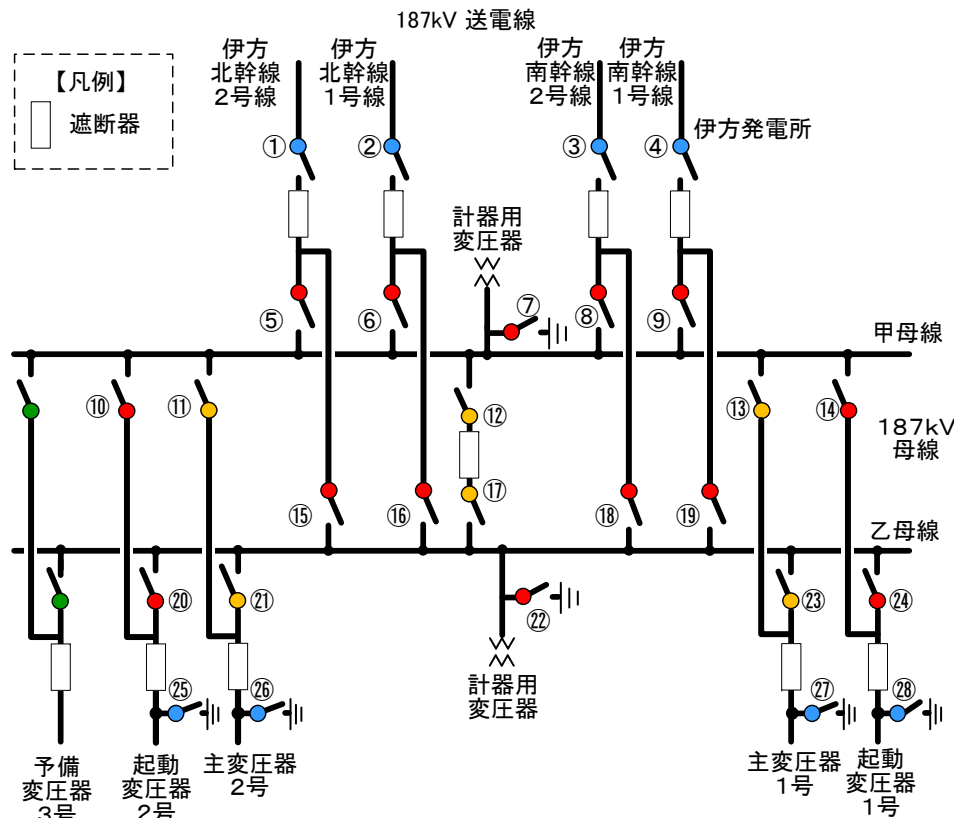 187kV 送電線
【凡例】
遮断器
伊方
北幹線
2号線
伊方
北幹線
1号線
伊方
南幹線
2号線
伊方
南幹線
1号線
伊方発電所
①
②
③
④
計器用
変圧器
⑤
⑥
⑦
⑧
⑨
甲母線
⑩
⑪
⑫
⑬
⑭
187kV
母線
⑮
⑯
⑰
⑱
⑲
乙母線
⑳
㉑
㉒
㉓
㉔
計器用
変圧器
㉕
㉖
㉗
㉘
予備
変圧器
3号
起動
変圧器
2号
主変圧器
2号
主変圧器
1号
起動
変圧器
1号